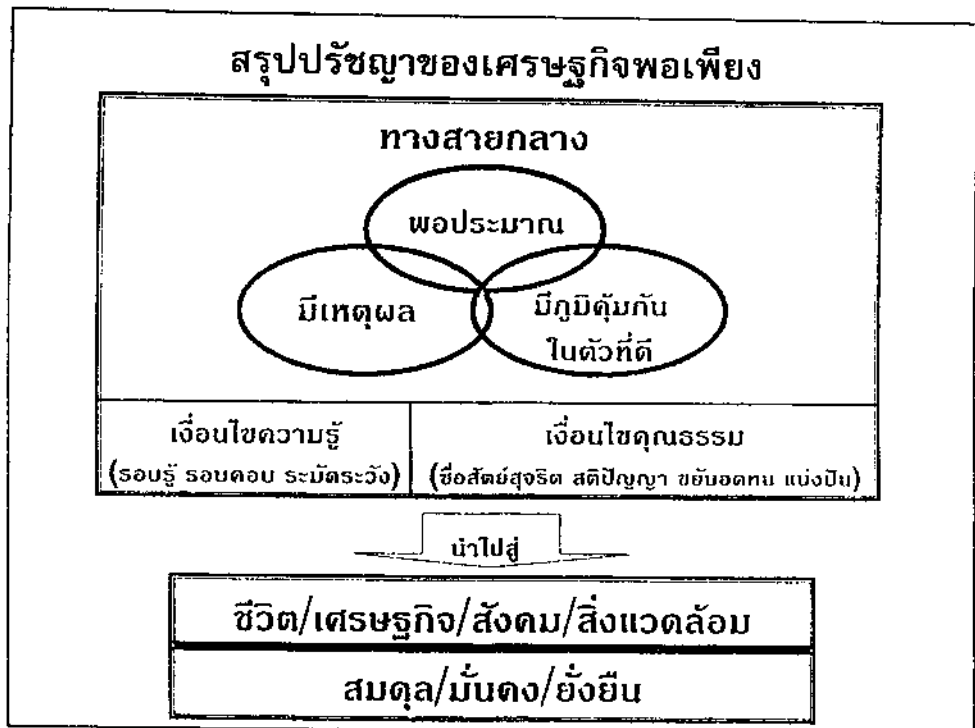 สรุปปรัชญาของเศรษฐกิจพอเพียง
ทางสายกลาง
พอประมาณ
มีเหตุผล
มีภูมิคุ้มกัน
ในตัวที่ดี
เงื่อนไขความรู้
(รอบรู้ รอบคอบ ระมัดระวัง)
เงื่อนไขคุณธรรม
(ซื่อสัตย์สุจริต สติปัญญา ขยันอดทน แบ่งปัน)
นำไปสู่
ชีวิต/เศรษฐกิจ/สังคม/สิ่งแวดล้อม
สมดุล/มั่นคง/ยั่งยืน